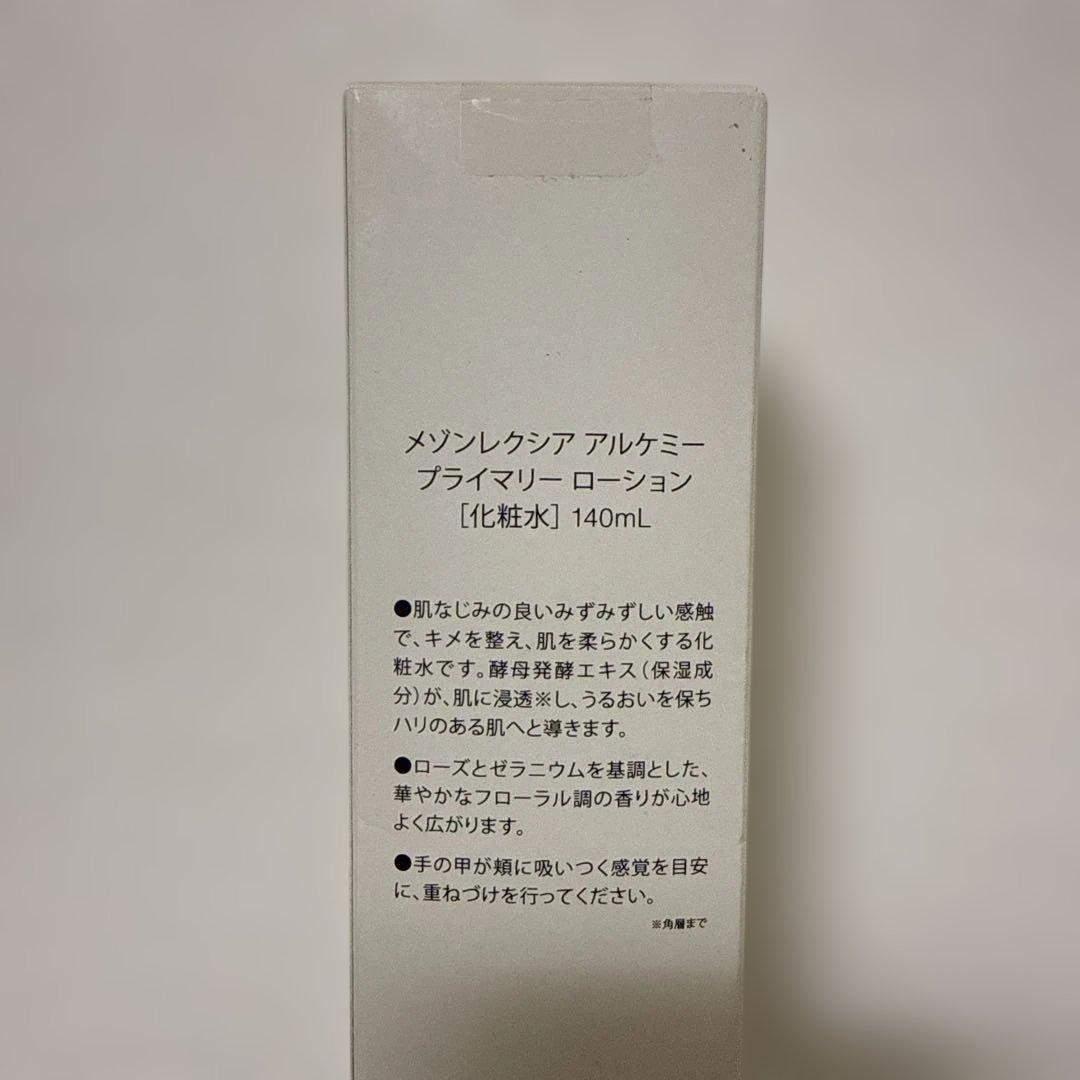 メゾンレクシア アルケミー
プライマリー ローション
[化粧水] 140mL
●肌なじみの良いみずみずしい感触
で、キメを整え、肌を柔らかくする化
粧水です。酵母発酵エキス(保湿成
分)が、肌に浸透※し、うるおいを保ち
ハリのある肌へと導きます。
●ローズとゼラニウムを基調とした、
華やかなフローラル調の香りが心地
よく広がります。
●手の甲が頬に吸いつく感覚を目安
に、重ねづけを行ってください。
※角層まで